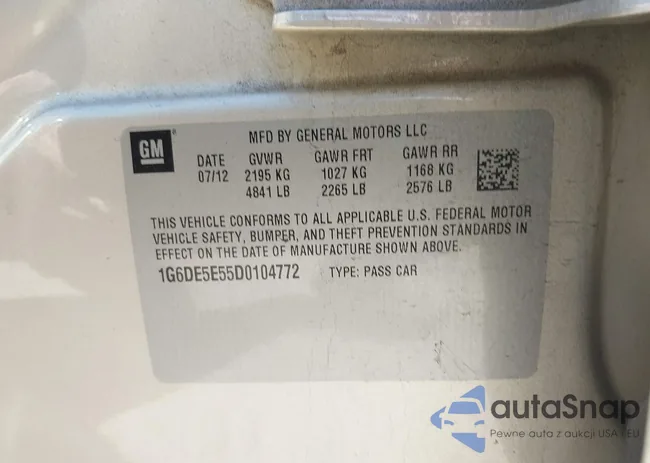 GM
MFD BY GENERAL MOTORS LLC
DATE GVWR GAWR FRT GAWR RR
07/12 2195 KG 1027 KG 1168 KG
4841 LB 2265 LB 2576 LB
THIS VEHICLE CONFORMS TO ALL APPLICABLE U.S. FEDERAL MOTOR
VEHICLE SAFETY, BUMPER, AND THEFT PREVENTION STANDARDS IN
EFFECT ON THE DATE OF MANUFACTURE SHOWN ABOVE.
1G6DE5E55D0104772 TYPE: PASS CAR
autaSnap
Pewne auta z aukcji USA i EU